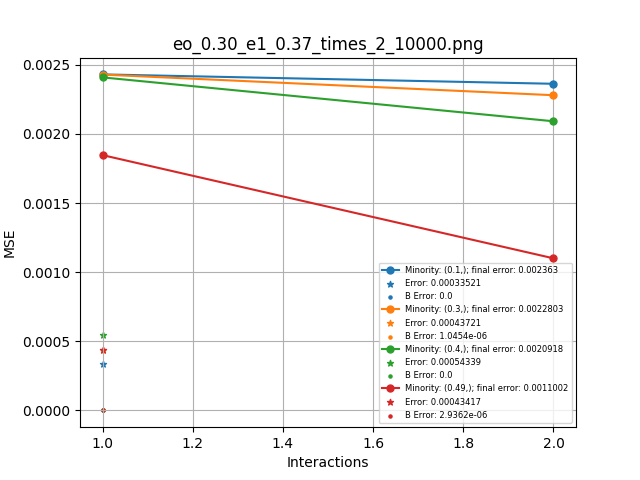 eo_0.30_e1_0.37_times_2_10000.png
0.0025
0.0020
0.0015
0.0010
0.0005
0.0000
MSE
1.0 1.2 1.4 1.6 1.8 2.0
Interactions
Minority: (0.1,); final error: 0.002363
Error: 0.00033521
B Error: 0.0
Minority: (0.3,); final error: 0.0022803
Error: 0.00043721
B Error: 1.0454e-06
Minority: (0.4,); final error: 0.0020918
Error: 0.00054339
B Error: 0.0
Minority: (0.49,); final error: 0.0011002
Error: 0.00043417
B Error: 2.9362e-06